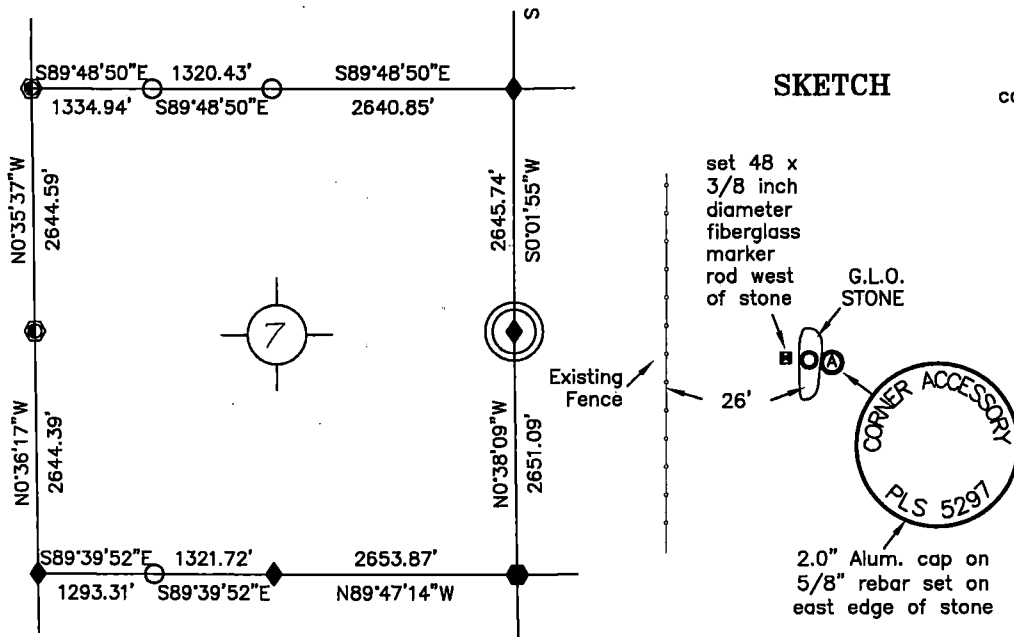 S
S89°48'50"E 1320.43' S89°48'50"E
1334.94' S89°48'50"E 2640.85'
N0°35'37"W
2644.59'
2645.74'
S0°01'55"W
7
N0°36'17"W
2644.39'
N0°38'09"W
2651.09'
S89°39'52"E 1321.72' 2653.87'
1293.31' S89°39'52"E N89°47'14"W
SKETCH
set 48 x
3/8 inch
diameter
fiberglass
marker
rod west
of stone
G.L.O.
STONE
A
Existing
Fence
26'
CORNER ACCESSORY
PLS 5297
2.0" Alum. cap on
5/8" rebar set on
east edge of stone